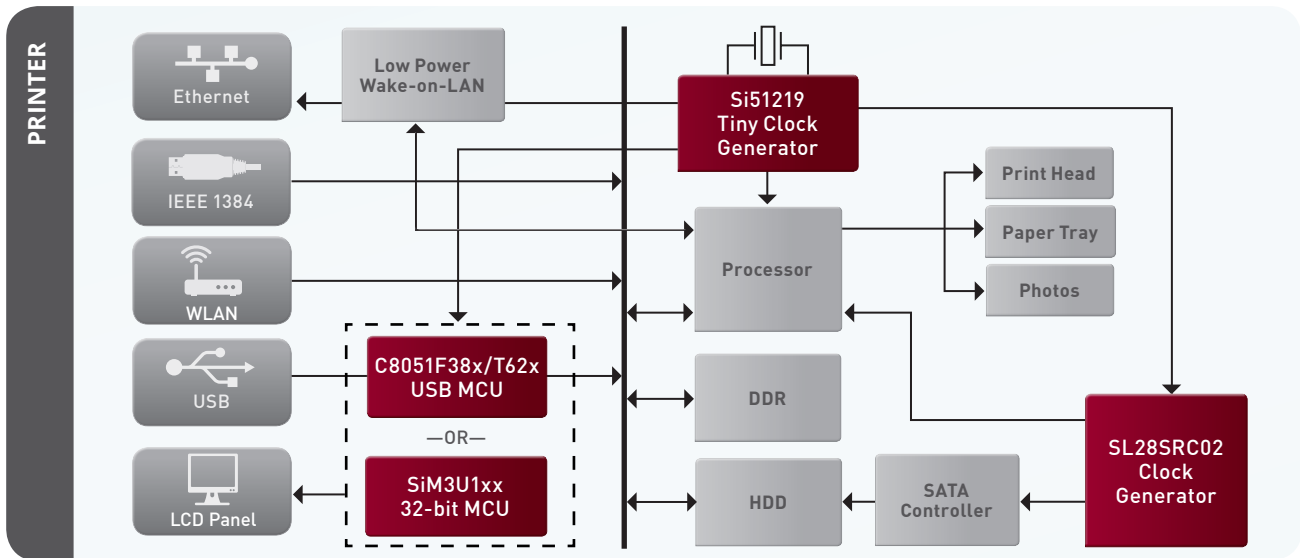 PRINTER
Ethernet
Low Power
Wake-on-LAN
Si51219
Tiny Clock
Generator
IEEE 1384
Print Head
Paper Tray
Photos
Processor
WLAN
C8051F38x/T62x
USB MCU
USB
—OR—
DDR
SiM3U1xx
32-bit MCU
LCD Panel
HDD
SATA
Controller
SL28SRC02
Clock
Generator